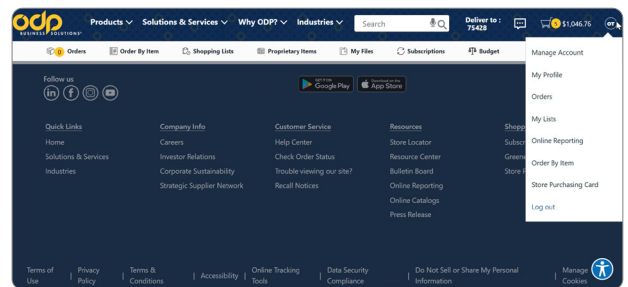 odp
BUSINESS SOLUTIONS®
Products
Solutions & Services
Why ODP?
Industries
Search
Deliver to :
75428
5
$1,046.76
OT
0
Orders
Order By Item
Shopping Lists
Proprietary Items
My Files
Subscriptions
Budget
Manage Account
My Profile
Orders
My Lists
Online Reporting
Order By Item
Store Purchasing Card
Log out
Follow us
GET IT ON
Google Play
Download on the
App Store
Quick Links
Home
Solutions & Services
Industries
Company Info
Careers
Investor Relations
Corporate Sustainability
Strategic Supplier Network
Customer Service
Help Center
Check Order Status
Trouble viewing our site?
Recall Notices
Resources
Store Locator
Resource Center
Bulletin Board
Online Reporting
Online Catalogs
Press Release
Shopp
Subscr
Green
Store P
Terms of
Use
|
Privacy
Policy
|
Terms &
Conditions
|
Accessibility
|
Online Tracking
Tools
|
Data Security
Compliance
|
Do Not Sell or Share My Personal
Information
|
Manage
Cookies